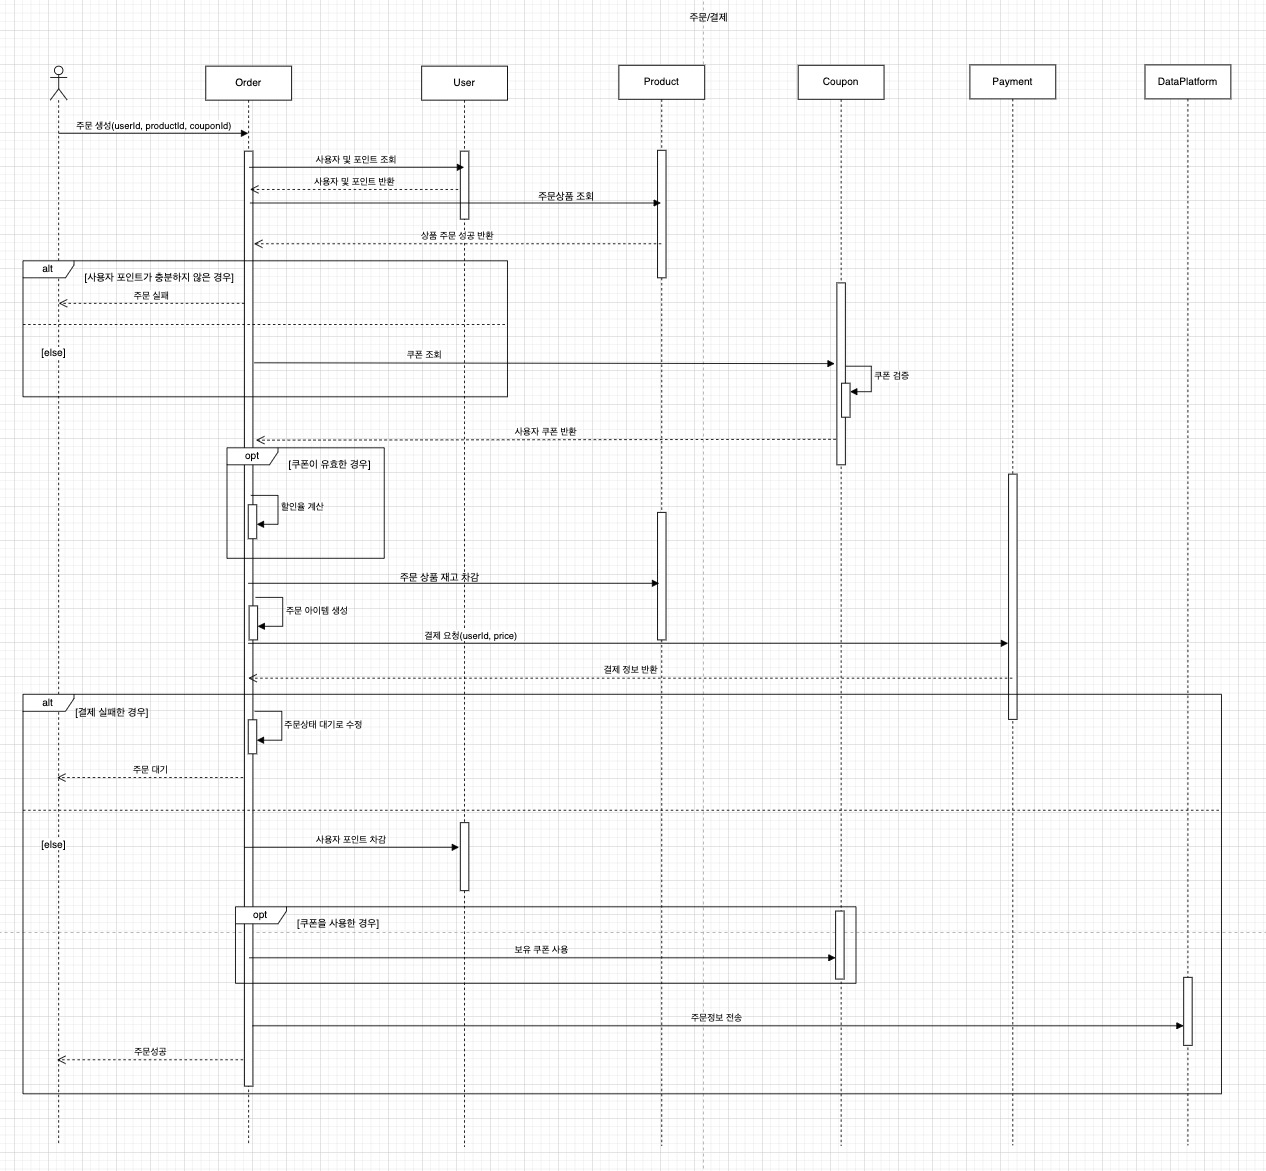 주문/결제
Order
User
Product
Coupon
Payment
DataPlatform
주문 생성(userId, productId, couponId)
사용자 및 포인트 조회
사용자 및 포인트 반환
주문상품 조회
상품 주문 성공 반환
alt
[사용자 포인트가 충분하지 않은 경우]
주문 실패
[else]
쿠폰 조회
쿠폰 검증
사용자 쿠폰 반환
opt
[쿠폰이 유효한 경우]
할인율 계산
주문 상품 재고 차감
주문 아이템 생성
결제 요청(userId, price)
결제 정보 반환
alt
[결제 실패한 경우]
주문상태 대기로 수정
주문 대기
[else]
사용자 포인트 차감
opt
[쿠폰을 사용한 경우]
보유 쿠폰 사용
주문정보 전송
주문성공